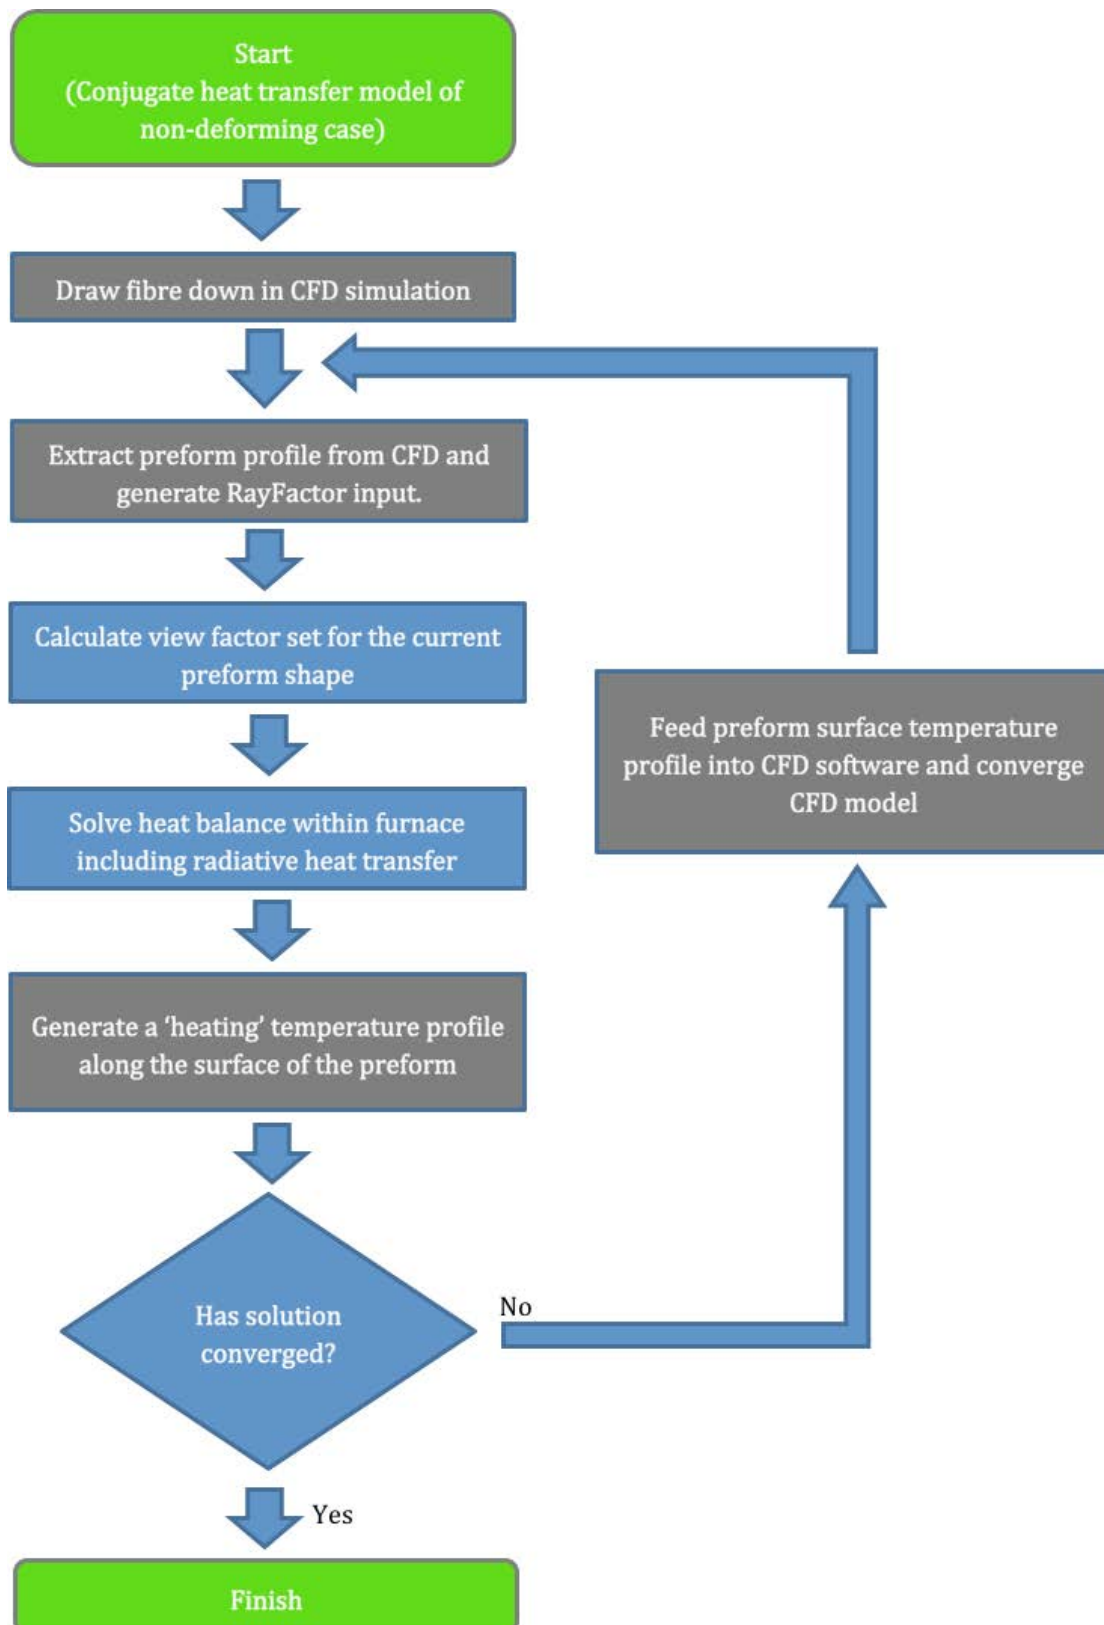 Start
(Conjugate heat transfer model of
non-deforming case)
Draw fibre down in CFD simulation
Extract preform profile from CFD and
generate RayFactor input.
Calculate view factor set for the current
preform shape
Solve heat balance within furnace
including radiative heat transfer
Generate a ‘heating’ temperature profile
along the surface of the preform
Has solution
converged?
No
Feed preform surface temperature
profile into CFD software and converge
CFD model
Yes
Finish